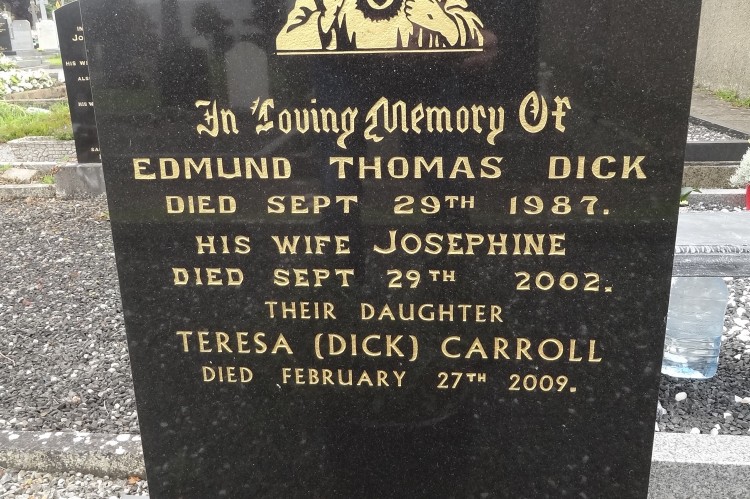 In Loving Memory Of
EDMUND THOMAS DICK
DIED SEPT 29TH 1987.
HIS WIFE JOSEPHINE
DIED SEPT 29TH 2002.
THEIR DAUGHTER
TERESA (DICK) CARROLL
DIED FEBRUARY 27TH 2009.